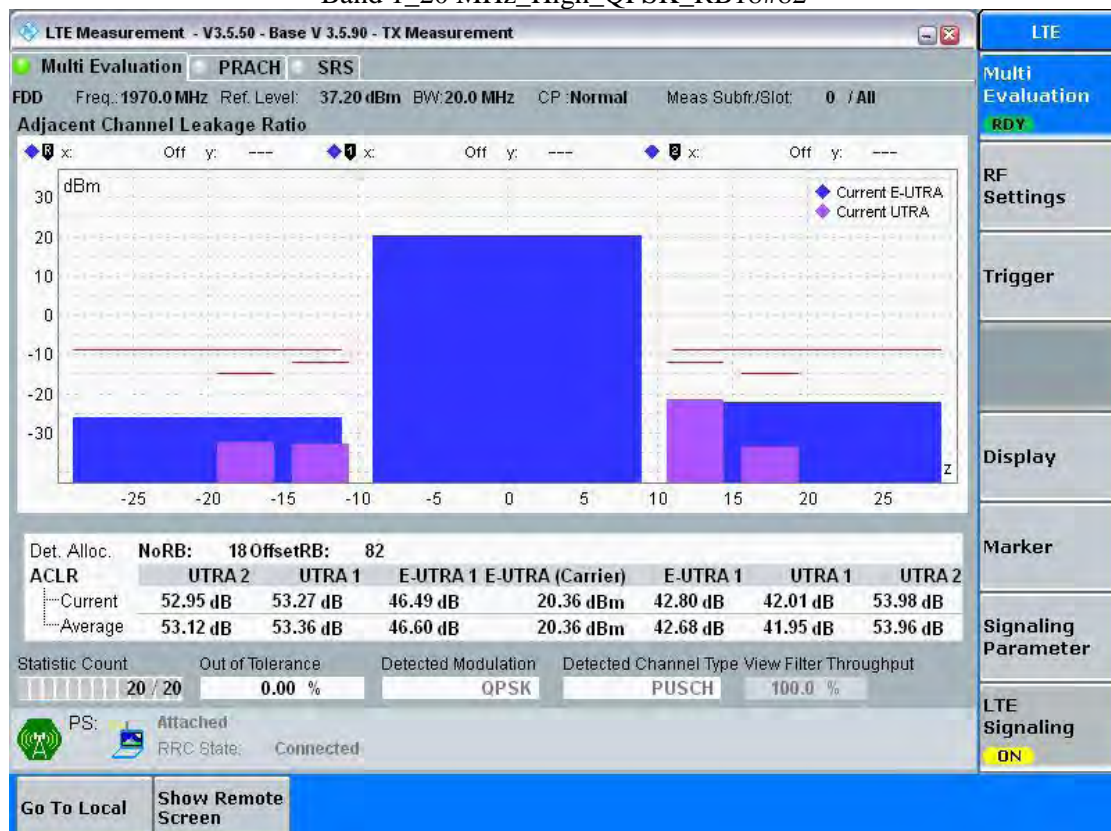 Band 1_20 MHz_High_QPSK_RB18#82
LTE Measurement - V3.5.50 - Base V 3.5.90 - TX Measurement
LTE
Multi Evaluation PRACH SRS
Multi Evaluation
RDY
FDD Freq.: 1970.0 MHz Ref. Level: 37.20 dBm BW: 20.0 MHz CP : Normal Meas Subfr./Slot: 0 / All
Adjacent Channel Leakage Ratio
R x: Off y: --- 1 x: Off y: --- 2 x: Off y: ---
dBm
Current E-UTRA
Current UTRA
30
20
10
0
-10
-20
-30
z
-25 -20 -15 -10 -5 0 5 10 15 20 25
RF Settings
Trigger
Display
Marker
Signaling Parameter
LTE Signaling
ON
Det. Alloc. NoRB: 18 OffsetRB: 82
ACLR UTRA 2 UTRA 1 E-UTRA 1 E-UTRA (Carrier) E-UTRA 1 UTRA 1 UTRA 2
Current 52.95 dB 53.27 dB 46.49 dB 20.36 dBm 42.80 dB 42.01 dB 53.98 dB
Average 53.12 dB 53.36 dB 46.60 dB 20.36 dBm 42.68 dB 41.95 dB 53.96 dB
Statistic Count Out of Tolerance Detected Modulation Detected Channel Type View Filter Throughput
20 / 20 0.00 % QPSK PUSCH 100.0 %
PS: Attached
RRC State: Connected
Go To Local
Show Remote Screen